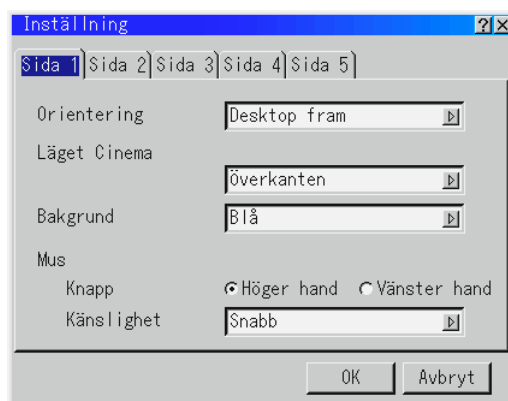 Inställning
Sida 1 Sida 2 Sida 3 Sida 4 Sida 5
Orientering Desktop fram
Läget Cinema
Överkanten
Bakgrund Blå
Mus
Knapp Höger hand Vänster hand
Känslighet Snabb
OK Avbryt